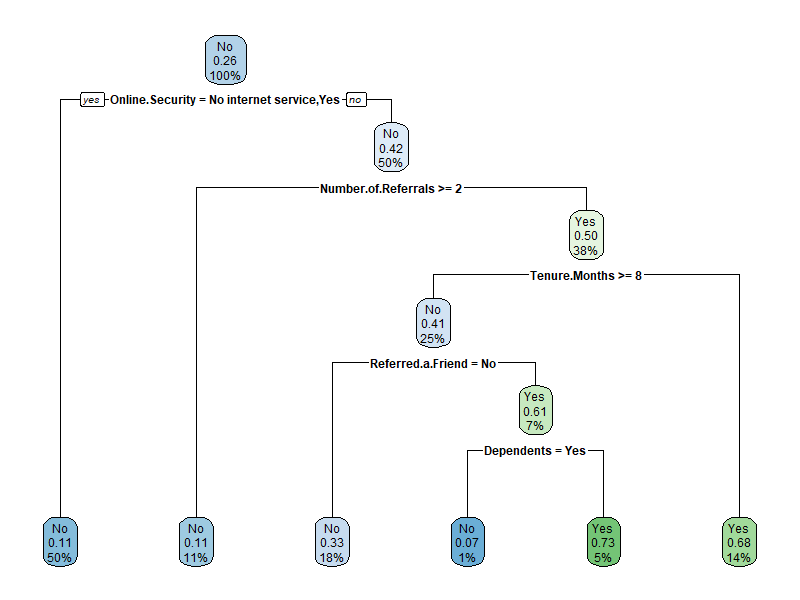 No
0.26
100%
yes Online.Security = No internet service,Yes no
No
0.42
50%
Number.of.Referrals >= 2
Yes
0.50
38%
Tenure.Months >= 8
No
0.41
25%
Referred.a.Friend = No
Yes
0.61
7%
Dependents = Yes
No
0.11
50%
No
0.11
11%
No
0.33
18%
No
0.07
1%
Yes
0.73
5%
Yes
0.68
14%